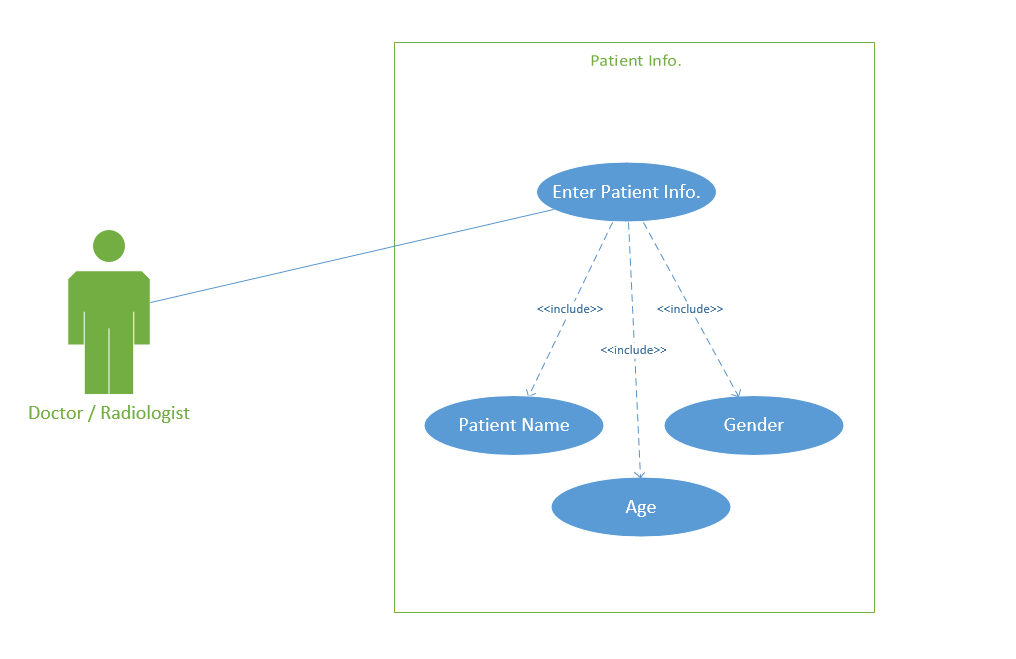 Patient Info.
Enter Patient Info.
<<include>>
<<include>>
<<include>>
Doctor / Radiologist
Patient Name
Gender
Age